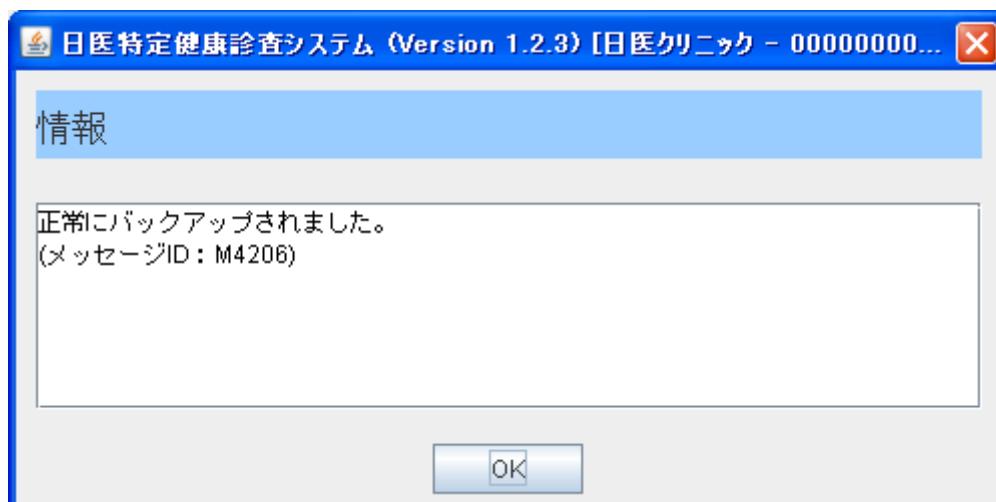 日医特定健康診査システム (Version 1.2.3) [日医クリニック - 00000000...
情報
正常にバックアップされました。
(メッセージID：M4206)
OK